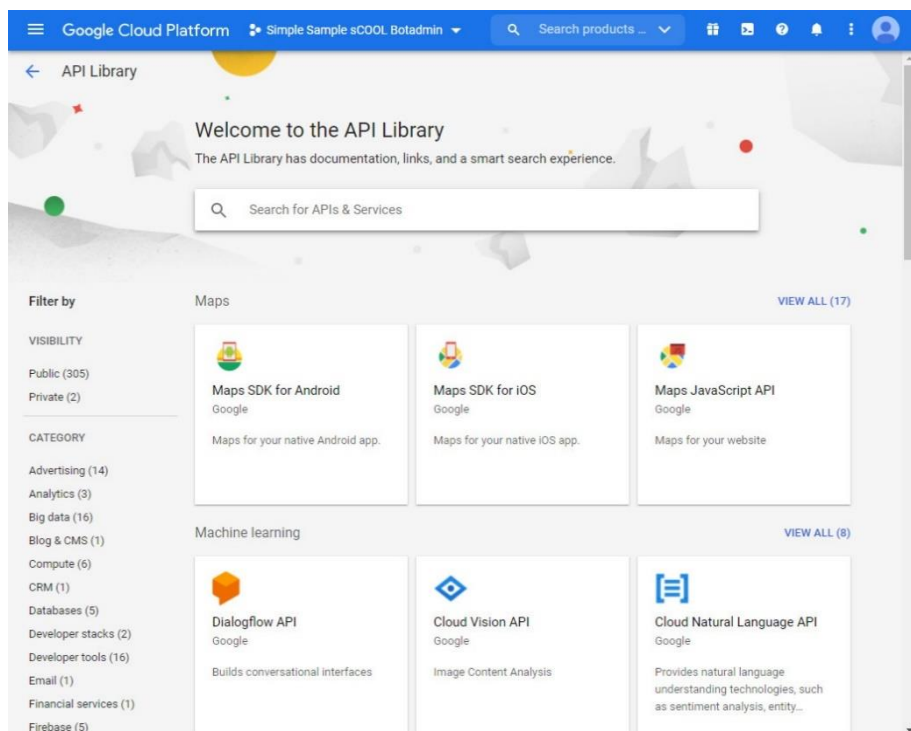 Google Cloud Platform
Simple Sample sCOOL Botadmin
Search products ...
API Library
Welcome to the API Library
The API Library has documentation, links, and a smart search experience.
Search for APIs & Services
Filter by
VISIBILITY
Public (305)
Private (2)
CATEGORY
Advertising (14)
Analytics (3)
Big data (16)
Blog & CMS (1)
Compute (6)
CRM (1)
Databases (5)
Developer stacks (2)
Developer tools (16)
Email (1)
Financial services (1)
Firebase (5)
Maps
VIEW ALL (17)
Maps SDK for Android
Google
Maps for your native Android app.
Maps SDK for iOS
Google
Maps for your native iOS app.
Maps JavaScript API
Google
Maps for your website
Machine learning
VIEW ALL (8)
Dialogflow API
Google
Builds conversational interfaces
Cloud Vision API
Google
Image Content Analysis
Cloud Natural Language API
Google
Provides natural language
understanding technologies, such
as sentiment analysis, entity...